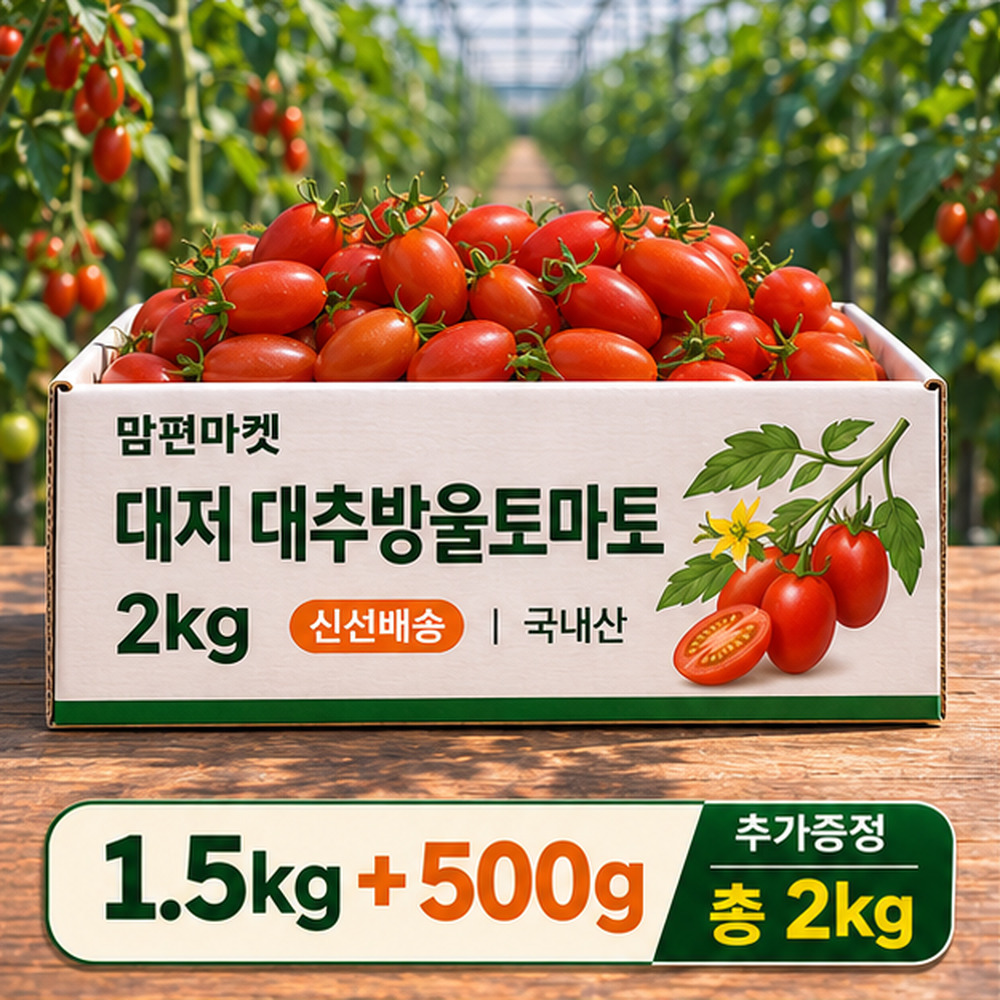 맘편마켓
대저 대추방울토마토
2kg 신선배송 | 국내산
1.5kg + 500g
추가증정
총 2kg